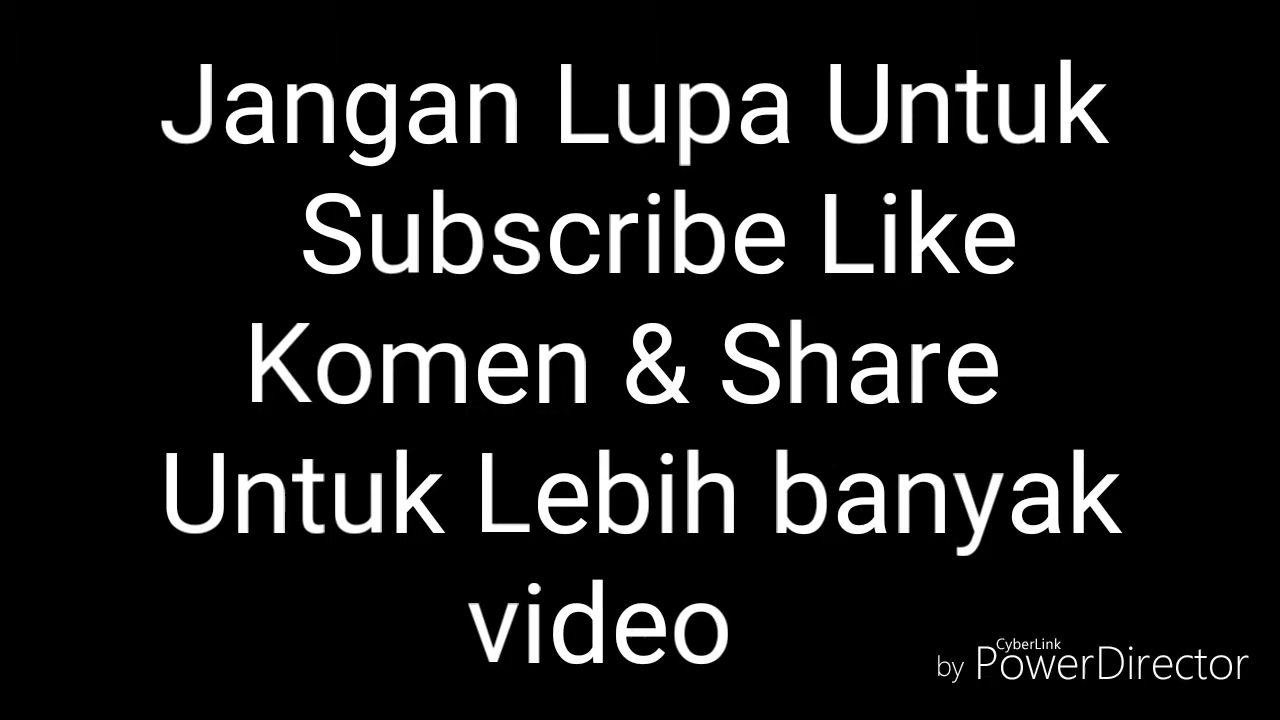 Jangan Lupa Untuk
Subscribe Like
Komen & Share
Untuk Lebih banyak
video
by CyberLink PowerDirector